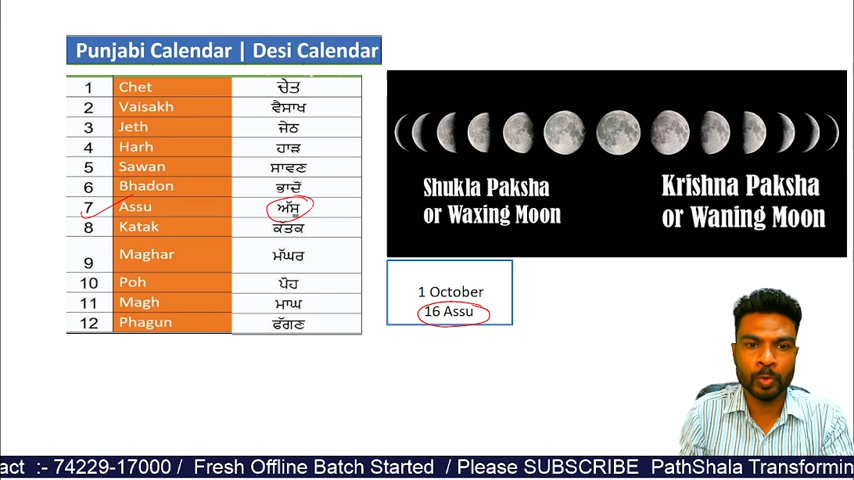 Punjabi Calendar | Desi Calendar
1 Chet ਚੇਤ
2 Vaisakh ਵੈਸਾਖ
3 Jeth ਜੇਠ
4 Harh ਹਾੜ
5 Sawan ਸਾਵਣ
6 Bhadon ਭਾਦੋਂ
7 Assu ਅੱਸੂ
8 Katak ਕੱਤਕ
9 Maghar ਮੱਘਰ
10 Poh ਪੋਹ
11 Magh ਮਾਘ
12 Phagun ਫੱਗਣ
Shukla Paksha
or Waxing Moon
Krishna Paksha
or Waning Moon
1 October
16 Assu
act :- 74229-17000 / Fresh Offline Batch Started / Please SUBSCRIBE PathShala Transformin